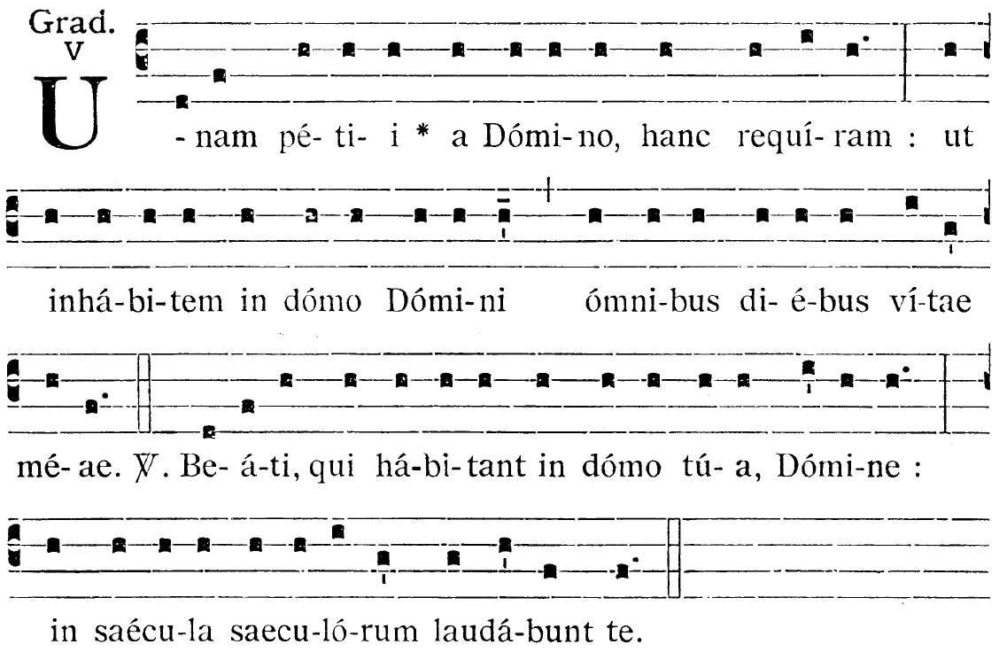 Grad.
V
U-nam pé-ti- i * a Dómi-no, hanc requí-ram : ut
inhá-bi-tem in dómo Dómi-ni ómni-bus di- é-bus ví-tae
mé- ae. ℣. Be- á-ti, qui há-bi-tant in dómo tú- a, Dómi-ne :
in saécu-la saecu-ló-rum laudá-bunt te.